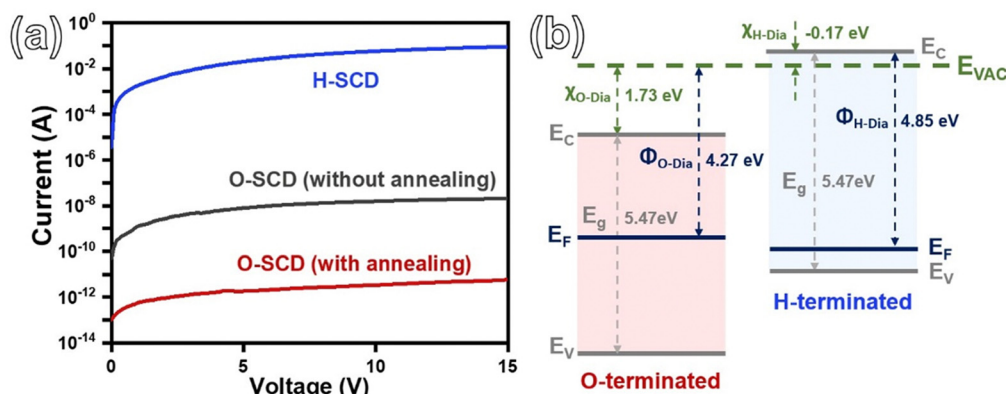 (a)
Current (A)
10⁰
10⁻²
10⁻⁴
10⁻⁶
10⁻⁸
10⁻¹⁰
10⁻¹²
10⁻¹⁴
H-SCD
O-SCD (without annealing)
O-SCD (with annealing)
0
5
10
15
Voltage (V)
(b)
χH-Dia -0.17 eV
EC
EVAC
χO-Dia 1.73 eV
EC
ΦO-Dia 4.27 eV
ΦH-Dia 4.85 eV
Eg 5.47eV
Eg 5.47eV
EF
EF
EV
EV
H-terminated
O-terminated